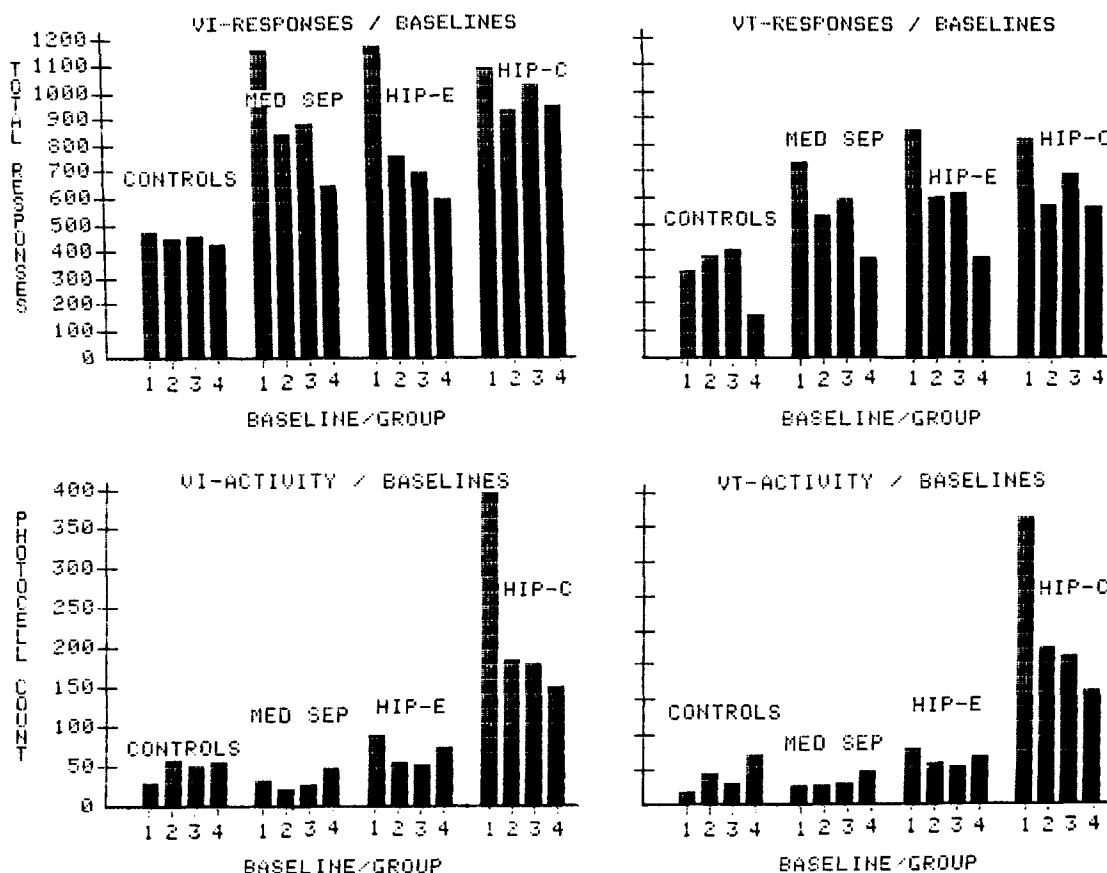 VI-RESPONSES / BASELINES
TOTAL RESPONSES
1200
1100
1000
900
800
700
600
500
400
300
200
100
0
CONTROLS
MED SEP
HIP-E
HIP-C
1 2 3 4 1 2 3 4 1 2 3 4 1 2 3 4
BASELINE/GROUP
VT-RESPONSES / BASELINES
CONTROLS
MED SEP
HIP-E
HIP-C
1 2 3 4 1 2 3 4 1 2 3 4 1 2 3 4
BASELINE/GROUP
VI-ACTIVITY / BASELINES
PHOTOCELL COUNT
400
350
300
250
200
150
100
50
0
CONTROLS
MED SEP
HIP-E
HIP-C
1 2 3 4 1 2 3 4 1 2 3 4 1 2 3 4
BASELINE/GROUP
VT-ACTIVITY / BASELINES
CONTROLS
MED SEP
HIP-E
HIP-C
1 2 3 4 1 2 3 4 1 2 3 4 1 2 3 4
BASELINE/GROUP